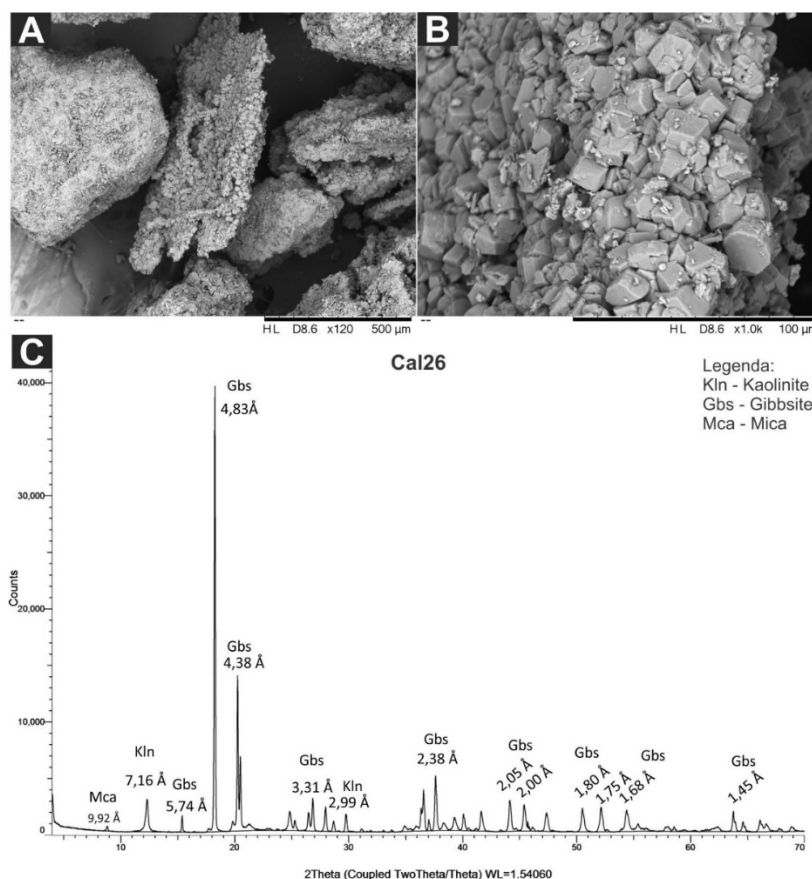 A
B
HL D8.6 x120 500 µm
HL D8.6 x1.0k 100 µm
C
Cal26
Legenda:
Kln - Kaolinite
Gbs - Gibbsite
Mca - Mica
40,000
30,000
20,000
10,000
0
Counts
Mca
9,92 Å
Kln
7,16 Å
Gbs
5,74 Å
Gbs
4,83Å
Gbs
4,38 Å
Gbs
3,31 Å
Kln
2,99 Å
Gbs
2,38 Å
Gbs
2,05 Å
2,00 Å
Gbs
1,80 Å
1,75 Å
Gbs
1,68 Å
Gbs
1,45 Å
10 20 30 40 50 60 70
2Theta (Coupled TwoTheta/Theta) WL=1.54060